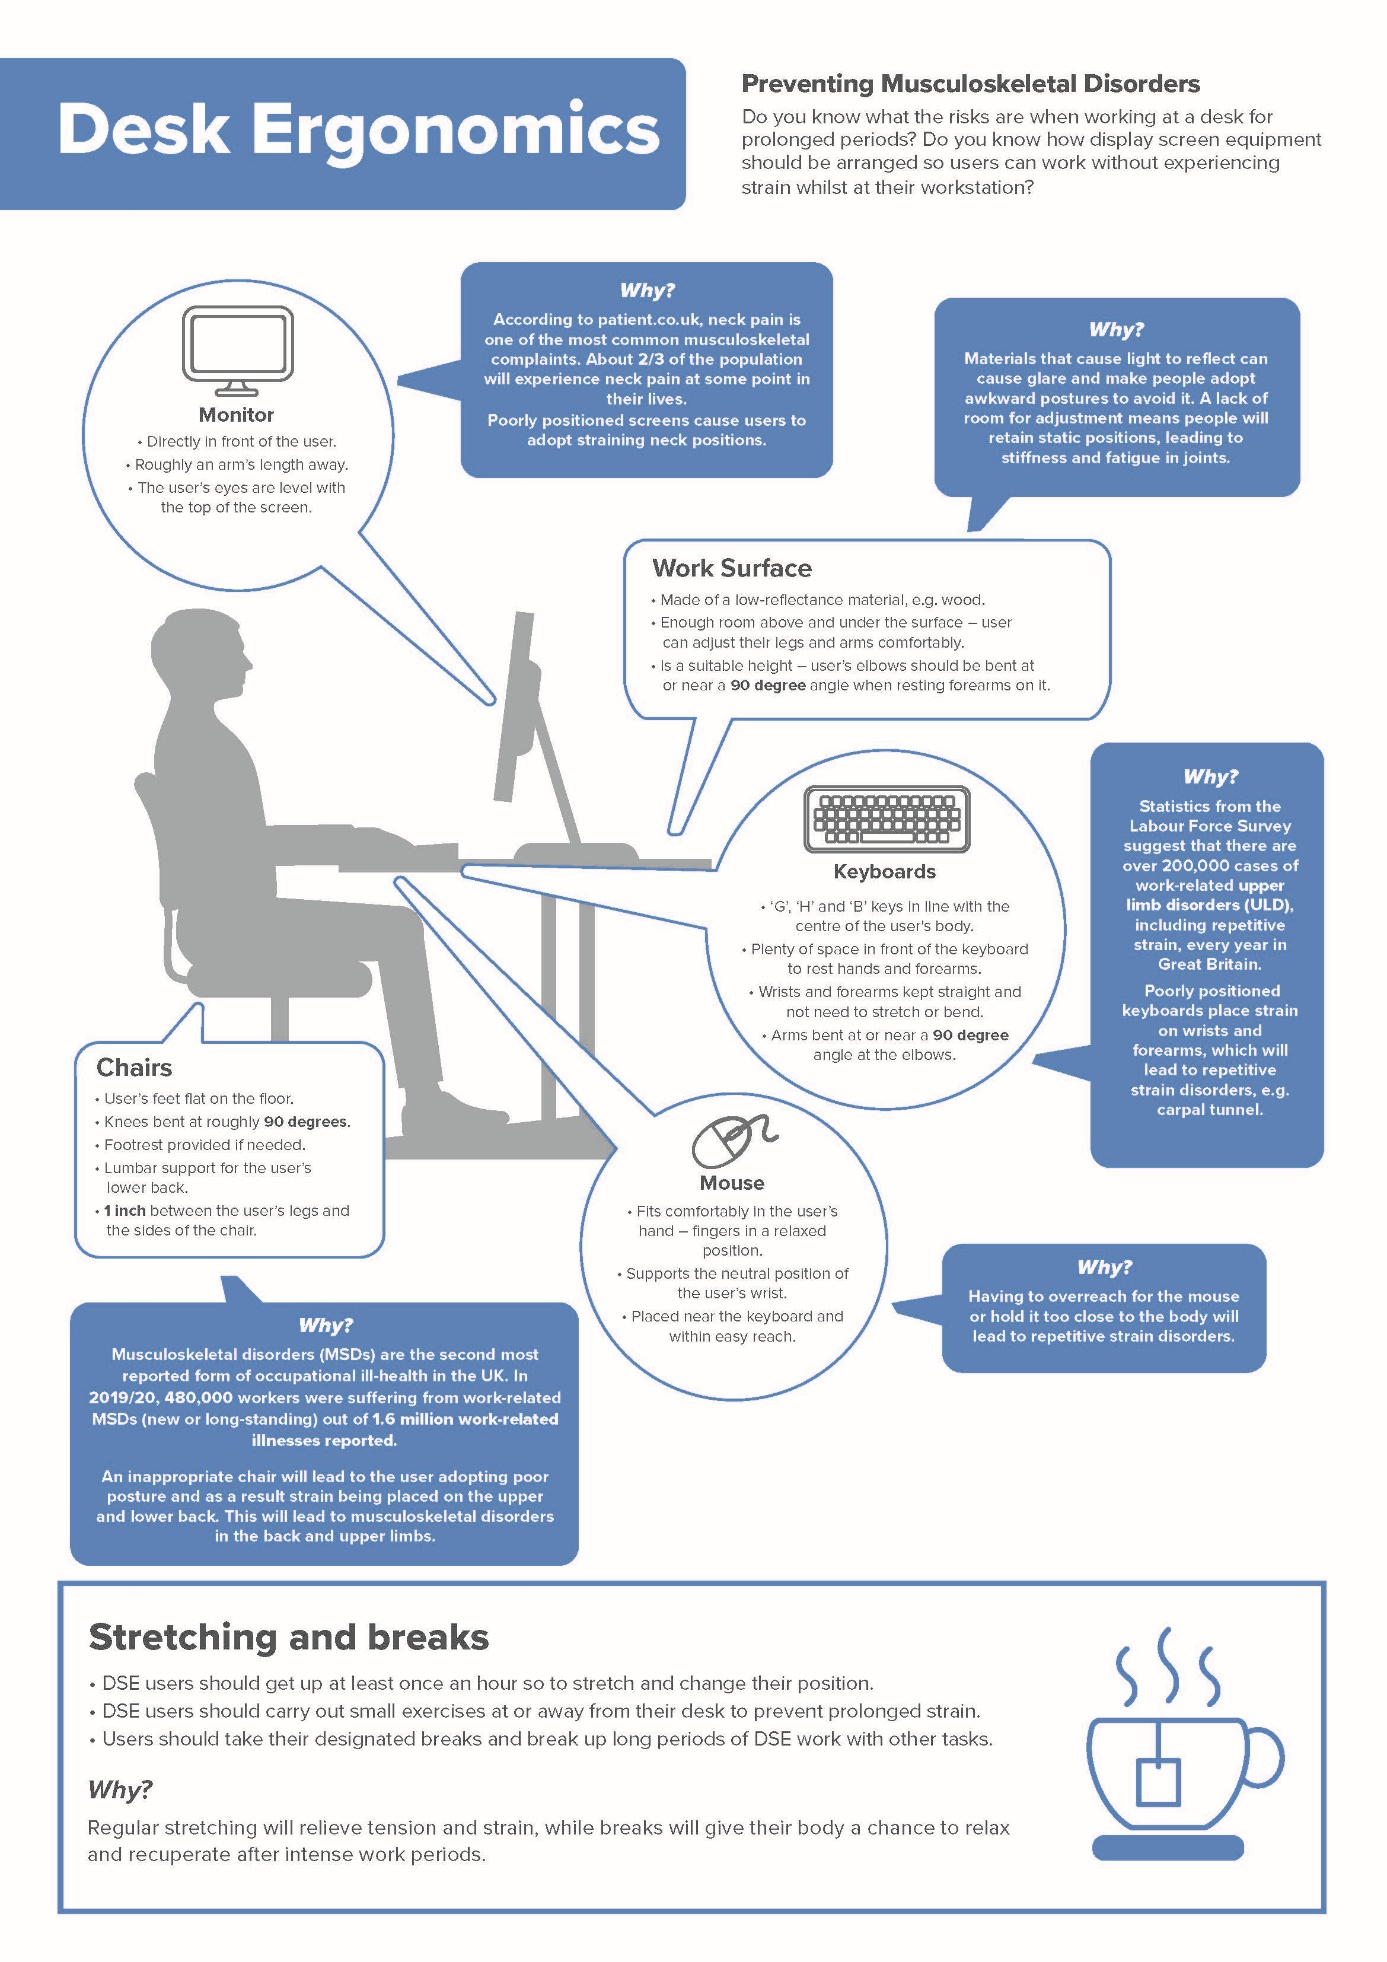 Desk Ergonomics
Preventing Musculoskeletal Disorders
Do you know what the risks are when working at a desk for
prolonged periods? Do you know how display screen equipment
should be arranged so users can work without experiencing
strain whilst at their workstation?
Monitor
• Directly in front of the user.
• Roughly an arm's length away.
• The user's eyes are level with
the top of the screen.
Why?
According to patient.co.uk, neck pain is
one of the most common musculoskeletal
complaints. About 2/3 of the population
will experience neck pain at some point in
their lives.
Poorly positioned screens cause users to
adopt straining neck positions.
Why?
Materials that cause light to reflect can
cause glare and make people adopt
awkward postures to avoid it. A lack of
room for adjustment means people will
retain static positions, leading to
stiffness and fatigue in joints.
Work Surface
• Made of a low-reflectance material, e.g. wood.
• Enough room above and under the surface – user
can adjust their legs and arms comfortably.
• Is a suitable height – user's elbows should be bent at
or near a 90 degree angle when resting forearms on it.
Keyboards
• 'G', 'H' and 'B' keys in line with the
centre of the user's body.
• Plenty of space in front of the keyboard
to rest hands and forearms.
• Wrists and forearms kept straight and
not need to stretch or bend.
• Arms bent at or near a 90 degree
angle at the elbows.
Why?
Statistics from the
Labour Force Survey
suggest that there are
over 200,000 cases of
work-related upper
limb disorders (ULD),
including repetitive
strain, every year in
Great Britain.
Poorly positioned
keyboards place strain
on wrists and
forearms, which will
lead to repetitive
strain disorders, e.g.
carpal tunnel.
Chairs
• User's feet flat on the floor.
• Knees bent at roughly 90 degrees.
• Footrest provided if needed.
• Lumbar support for the user's
lower back.
• 1 inch between the user's legs and
the sides of the chair.
Mouse
• Fits comfortably in the user's
hand – fingers in a relaxed
position.
• Supports the neutral position of
the user's wrist.
• Placed near the keyboard and
within easy reach.
Why?
Having to overreach for the mouse
or hold it too close to the body will
lead to repetitive strain disorders.
Why?
Musculoskeletal disorders (MSDs) are the second most
reported form of occupational ill-health in the UK. In
2019/20, 480,000 workers were suffering from work-related
MSDs (new or long-standing) out of 1.6 million work-related
illnesses reported.
An inappropriate chair will lead to the user adopting poor
posture and as a result strain being placed on the upper
and lower back. This will lead to musculoskeletal disorders
in the back and upper limbs.
Stretching and breaks
• DSE users should get up at least once an hour so to stretch and change their position.
• DSE users should carry out small exercises at or away from their desk to prevent prolonged strain.
• Users should take their designated breaks and break up long periods of DSE work with other tasks.
Why?
Regular stretching will relieve tension and strain, while breaks will give their body a chance to relax
and recuperate after intense work periods.